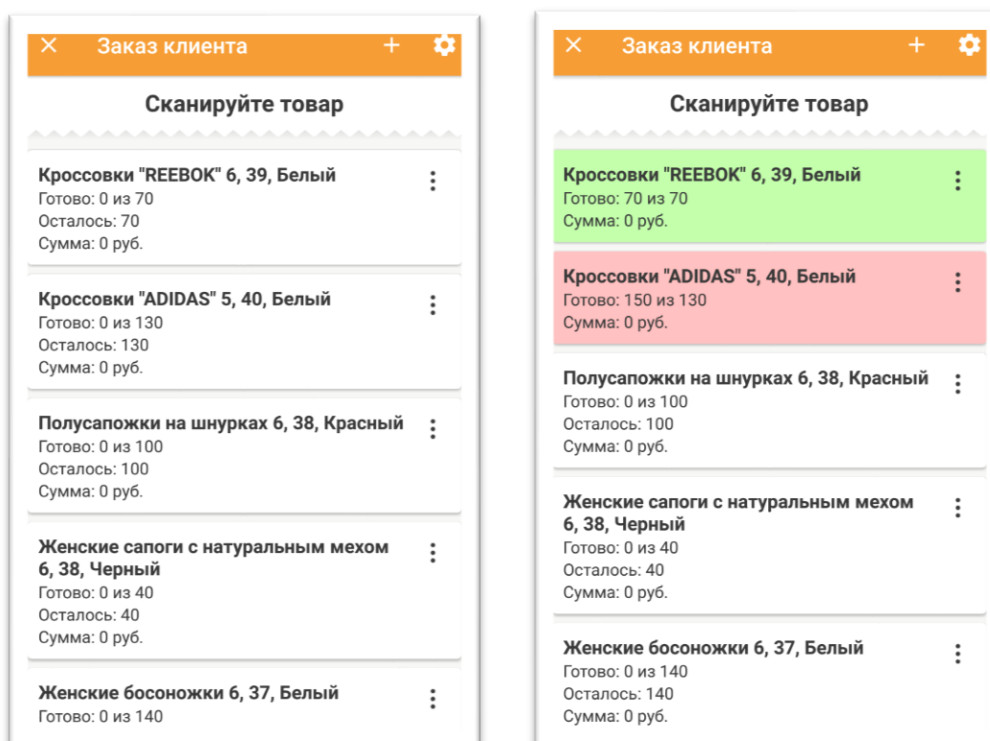 Заказ клиента
Сканируйте товар
Кроссовки "REEBOK" 6, 39, Белый
Готово: 0 из 70
Осталось: 70
Сумма: 0 руб.
Кроссовки "ADIDAS" 5, 40, Белый
Готово: 0 из 130
Осталось: 130
Сумма: 0 руб.
Полусапожки на шнурках 6, 38, Красный
Готово: 0 из 100
Осталось: 100
Сумма: 0 руб.
Женские сапоги с натуральным мехом
6, 38, Черный
Готово: 0 из 40
Осталось: 40
Сумма: 0 руб.
Женские босоножки 6, 37, Белый
Готово: 0 из 140
Заказ клиента
Сканируйте товар
Кроссовки "REEBOK" 6, 39, Белый
Готово: 70 из 70
Сумма: 0 руб.
Кроссовки "ADIDAS" 5, 40, Белый
Готово: 150 из 130
Сумма: 0 руб.
Полусапожки на шнурках 6, 38, Красный
Готово: 0 из 100
Осталось: 100
Сумма: 0 руб.
Женские сапоги с натуральным мехом
6, 38, Черный
Готово: 0 из 40
Осталось: 40
Сумма: 0 руб.
Женские босоножки 6, 37, Белый
Готово: 0 из 140
Осталось: 140
Сумма: 0 руб.